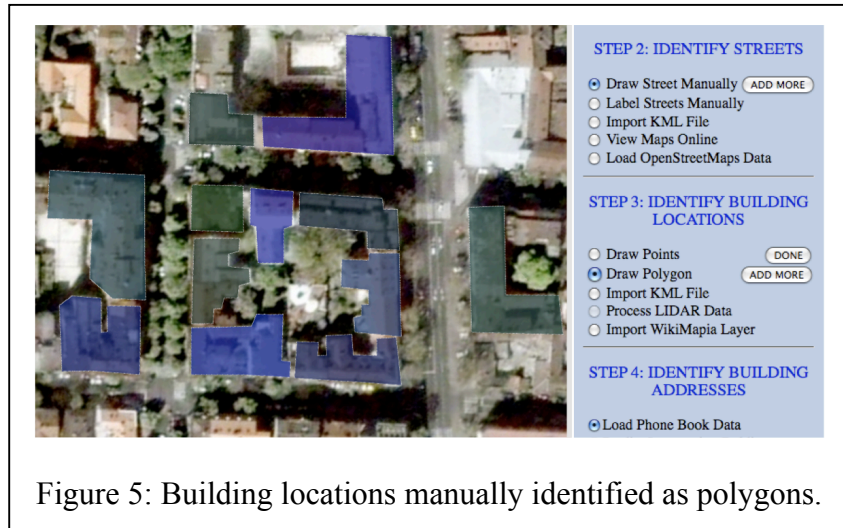 STEP 2: IDENTIFY STREETS
Draw Street Manually ADD MORE
Label Streets Manually
Import KML File
View Maps Online
Load OpenStreetMaps Data
STEP 3: IDENTIFY BUILDING
LOCATIONS
Draw Points DONE
Draw Polygon ADD MORE
Import KML File
Process LIDAR Data
Import WikiMapia Layer
STEP 4: IDENTIFY BUILDING
ADDRESSES
Load Phone Book Data
Figure 5: Building locations manually identified as polygons.